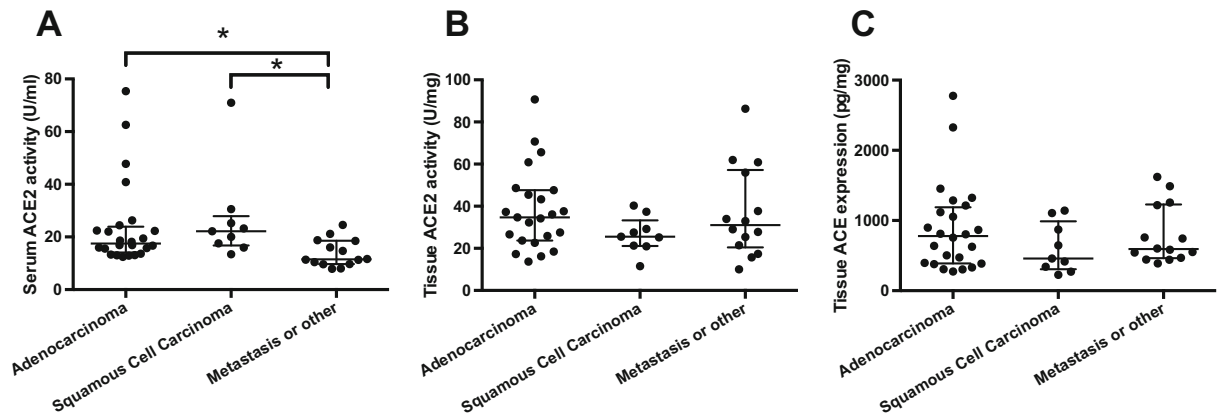 A
*
*
Serum ACE2 activity (U/ml)
80
60
40
20
0
Adenocarcinoma
Squamous Cell Carcinoma
Metastasis or other
B
Tissue ACE2 activity (U/mg)
100
80
60
40
20
0
Adenocarcinoma
Squamous Cell Carcinoma
Metastasis or other
C
Tissue ACE expression (pg/mg)
3000
2000
1000
0
Adenocarcinoma
Squamous Cell Carcinoma
Metastasis or other